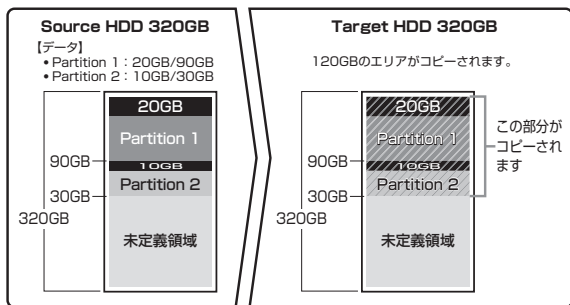 Source HDD 320GB
【データ】
• Partition 1：20GB/90GB
• Partition 2：10GB/30GB
20GB
Partition 1
90GB
10GB
Partition 2
30GB
320GB
未定義領域
Target HDD 320GB
120GBのエリアがコピーされます。
20GB
Partition 1
90GB
10GB
Partition 2
30GB
320GB
未定義領域
この部分が
コピーされ
ます